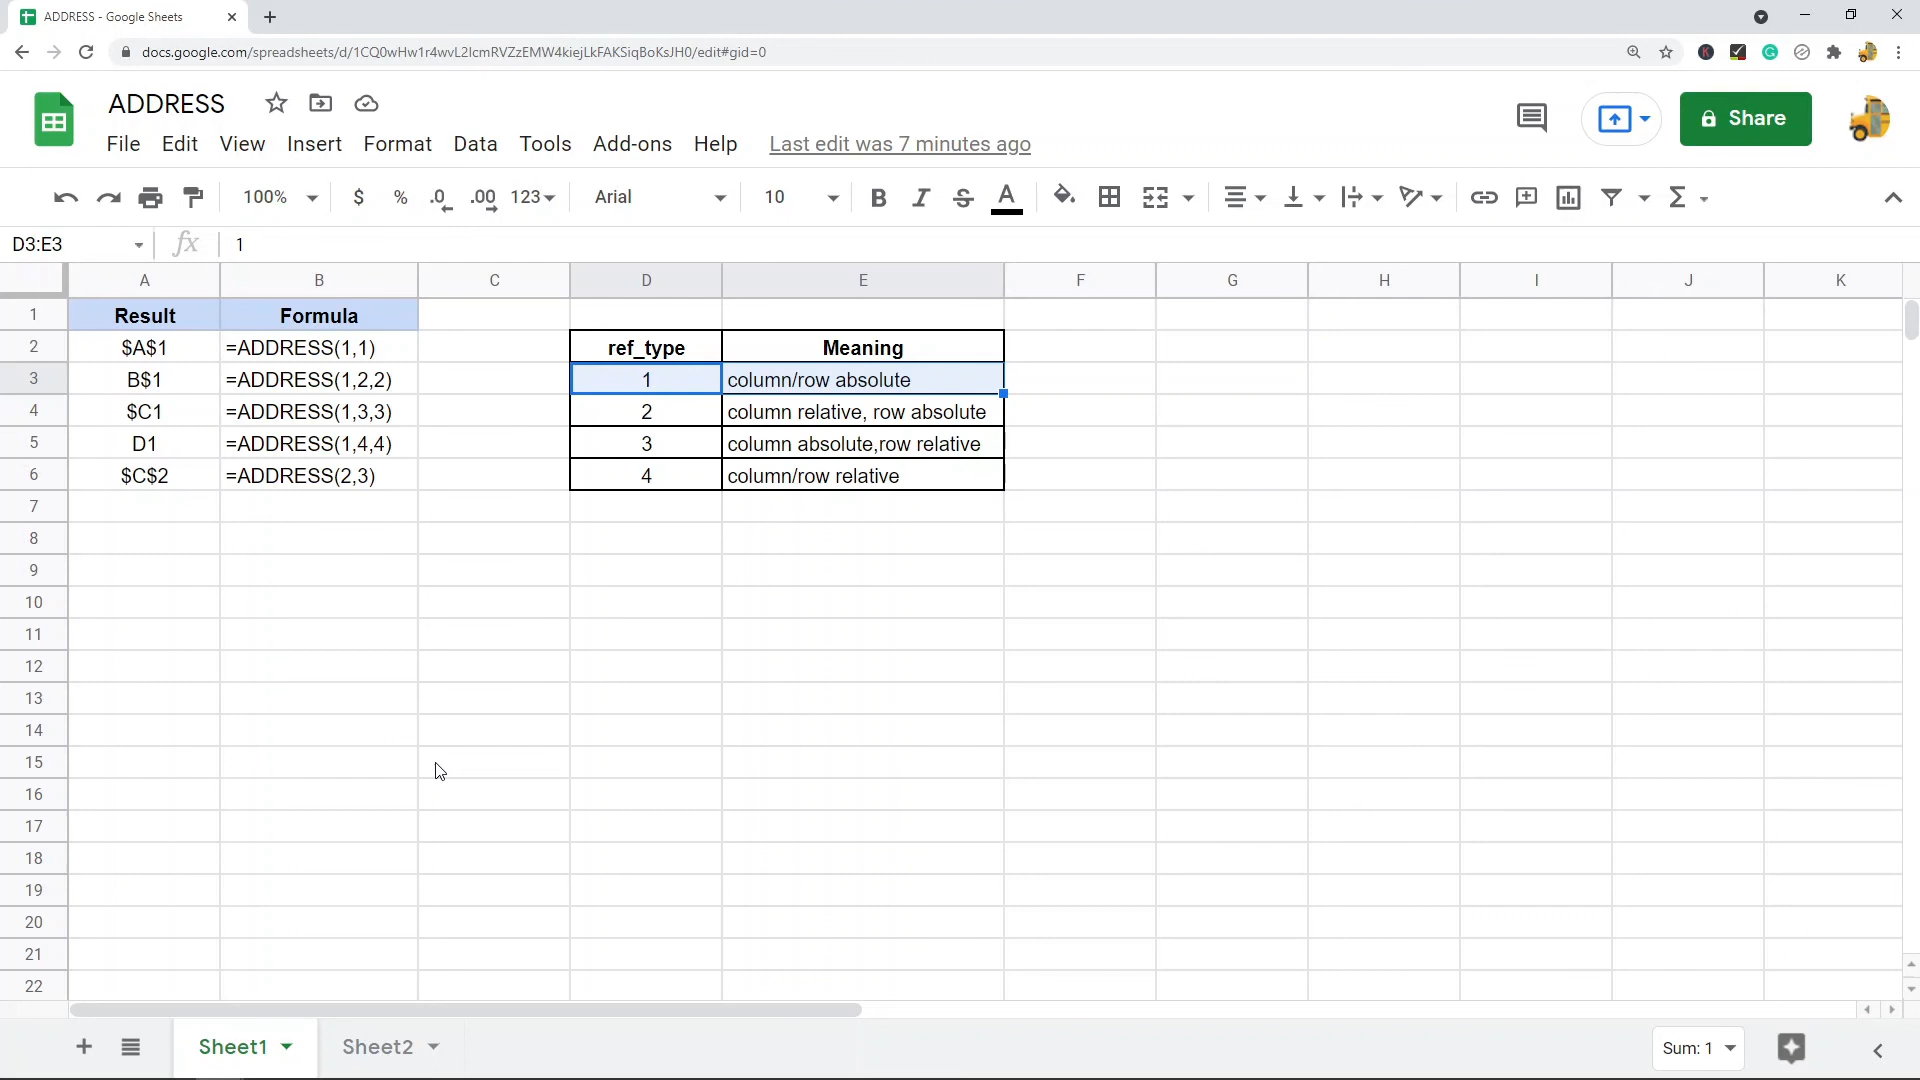 ADDRESS - Google Sheets
docs.google.com/spreadsheets/d/1CQ0wHw1r4wvL2IcmRVZzEMW4kiejLkFAKSiqBoKsJH0/edit#gid=0
ADDRESS
Share
File Edit View Insert Format Data Tools Add-ons Help Last edit was 7 minutes ago
100% $ % .0 .00 123 Arial 10 B I S A Σ
D3:E3 fx 1
A B C D E F G H I J K
1 Result Formula
2 $A$1 =ADDRESS(1,1) ref_type Meaning
3 B$1 =ADDRESS(1,2,2) 1 column/row absolute
4 $C1 =ADDRESS(1,3,3) 2 column relative, row absolute
5 D1 =ADDRESS(1,4,4) 3 column absolute,row relative
6 $C$2 =ADDRESS(2,3) 4 column/row relative
7
8
9
10
11
12
13
14
15
16
17
18
19
20
21
22
Sheet1 Sheet2 Sum: 1